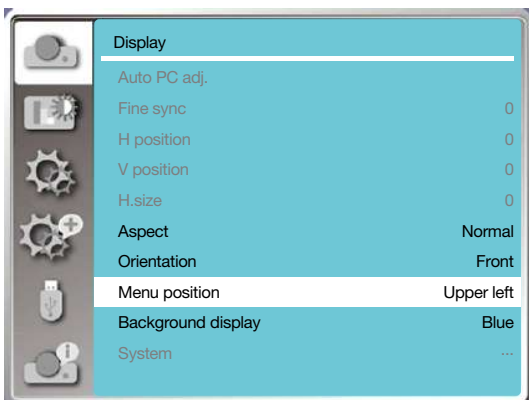 Display
Auto PC adj.
Fine sync 0
H position 0
V position 0
H.size 0
Aspect Normal
Orientation Front
Menu position Upper left
Background display Blue
System ...